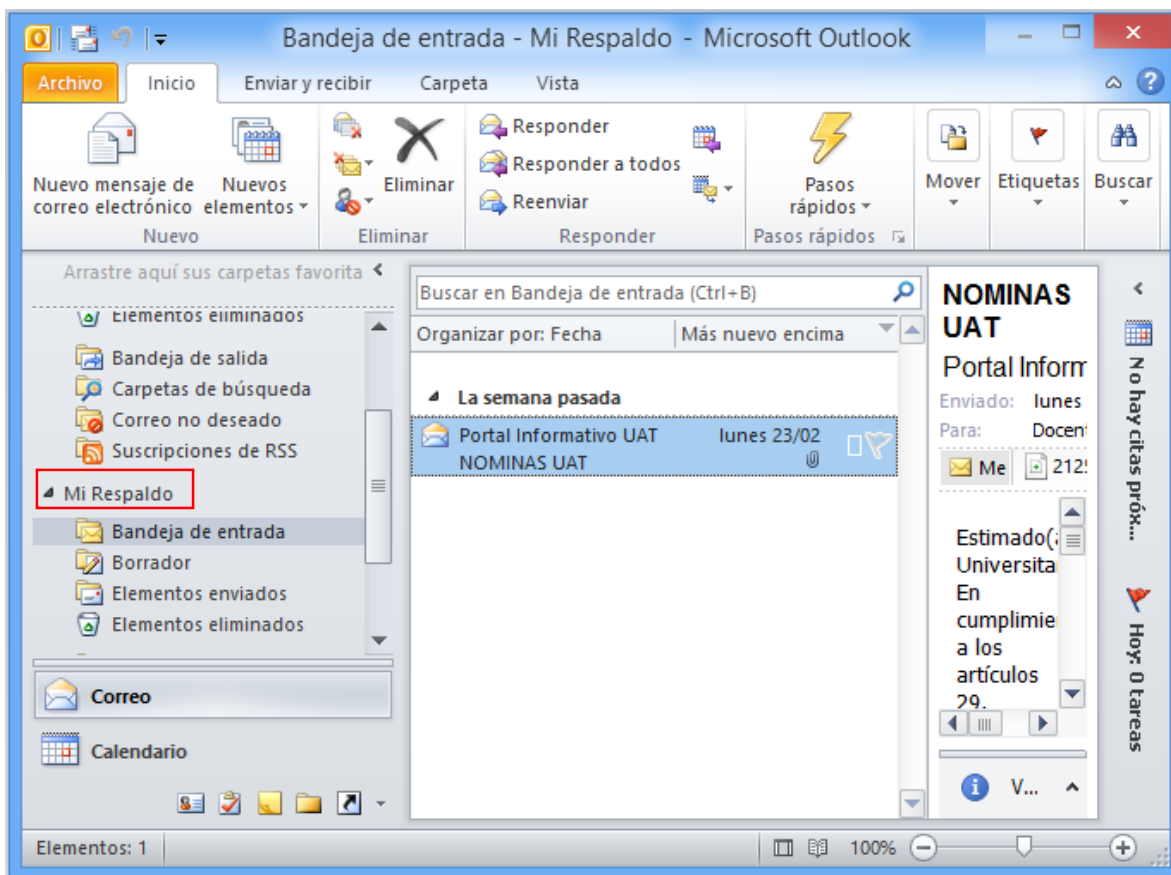 Bandeja de entrada - Mi Respaldo - Microsoft Outlook
Archivo Inicio Enviar y recibir Carpeta Vista
Nuevo mensaje de
correo electrónico
Nuevos
elementos
Nuevo
Eliminar
Eliminar
Responder
Responder a todos
Reenviar
Responder
Pasos
rápidos
Pasos rápidos
Mover
Etiquetas
Buscar
Arrastre aquí sus carpetas favorita
Elementos eliminados
Bandeja de salida
Carpetas de búsqueda
Correo no deseado
Suscripciones de RSS
Mi Respaldo
Bandeja de entrada
Borrador
Elementos enviados
Elementos eliminados
Correo
Calendario
Buscar en Bandeja de entrada (Ctrl+B)
Organizar por: Fecha Más nuevo encima
La semana pasada
Portal Informativo UAT lunes 23/02
NOMINAS UAT
NOMINAS
UAT
Portal Inform
Enviado: lunes
Para: Docent
Me 2125
Estimado(a
Universita
En
cumplimie
a los
artículos
29.
V...
No hay citas próx...
Hoy: 0 tareas
Elementos: 1
100%